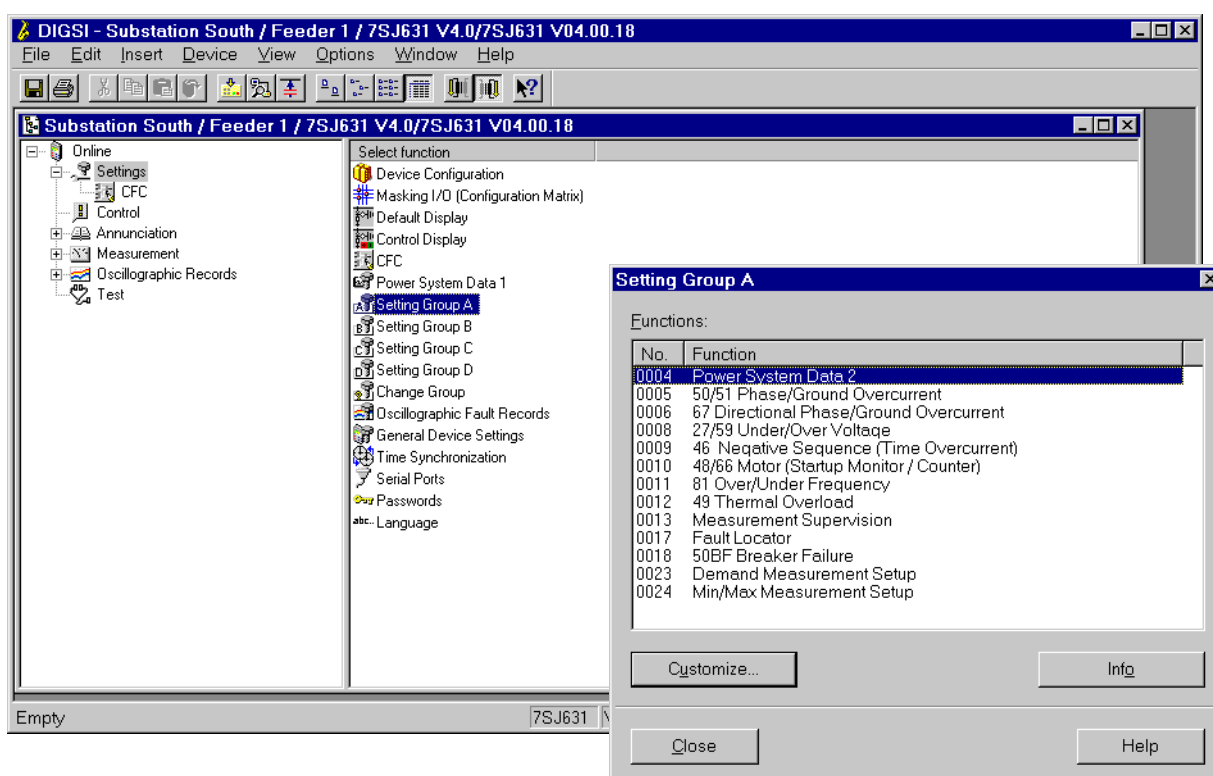 DIGSI - Substation South / Feeder 1 / 7SJ631 V4.0/7SJ631 V04.00.18
File Edit Insert Device View Options Window Help
Substation South / Feeder 1 / 7SJ631 V4.0/7SJ631 V04.00.18
Online
Settings
CFC
Control
Annunciation
Measurement
Oscillographic Records
Test
Select function
Device Configuration
Masking I/O (Configuration Matrix)
Default Display
Control Display
CFC
Power System Data 1
Setting Group A
Setting Group B
Setting Group C
Setting Group D
Change Group
Oscillographic Fault Records
General Device Settings
Time Synchronization
Serial Ports
Passwords
Language
Empty
7SJ631
Setting Group A
Functions:
No. Function
0004 Power System Data 2
0005 50/51 Phase/Ground Overcurrent
0006 67 Directional Phase/Ground Overcurrent
0008 27/59 Under/Over Voltage
0009 46 Negative Sequence (Time Overcurrent)
0010 48/66 Motor (Startup Monitor / Counter)
0011 81 Over/Under Frequency
0012 49 Thermal Overload
0013 Measurement Supervision
0017 Fault Locator
0018 50BF Breaker Failure
0023 Demand Measurement Setup
0024 Min/Max Measurement Setup
Customize... Info
Close Help